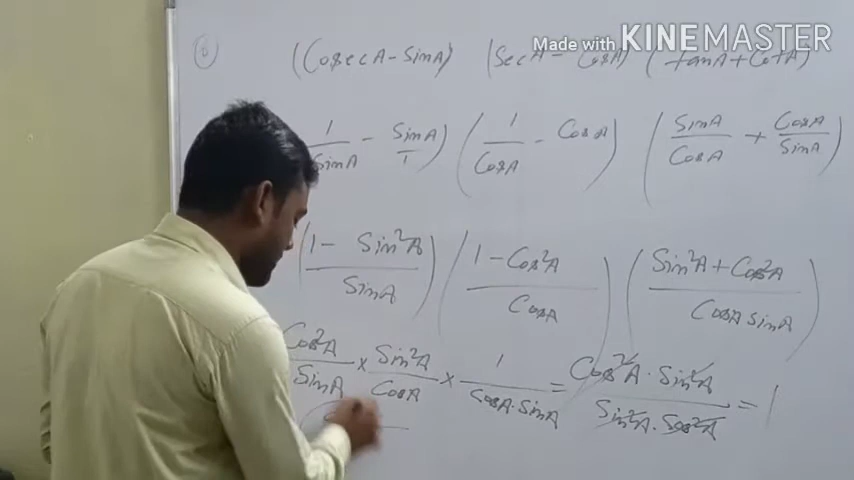 Made with KINEMASTER
(8) (CosecA - SinA) (SecA - CosA) (tanA + CotA)
1/SinA - SinA/1) (1/CosA - CosA) (SinA/CosA + CosA/SinA)
(1 - Sin²A/SinA) (1 - Cos²A/CosA) (Sin²A + Cos²A/CosA SinA)
Cos²A/SinA × Sin²A/CosA × 1/CosA·SinA = Cos²A·Sin²A/Sin²A·Cos²A = 1